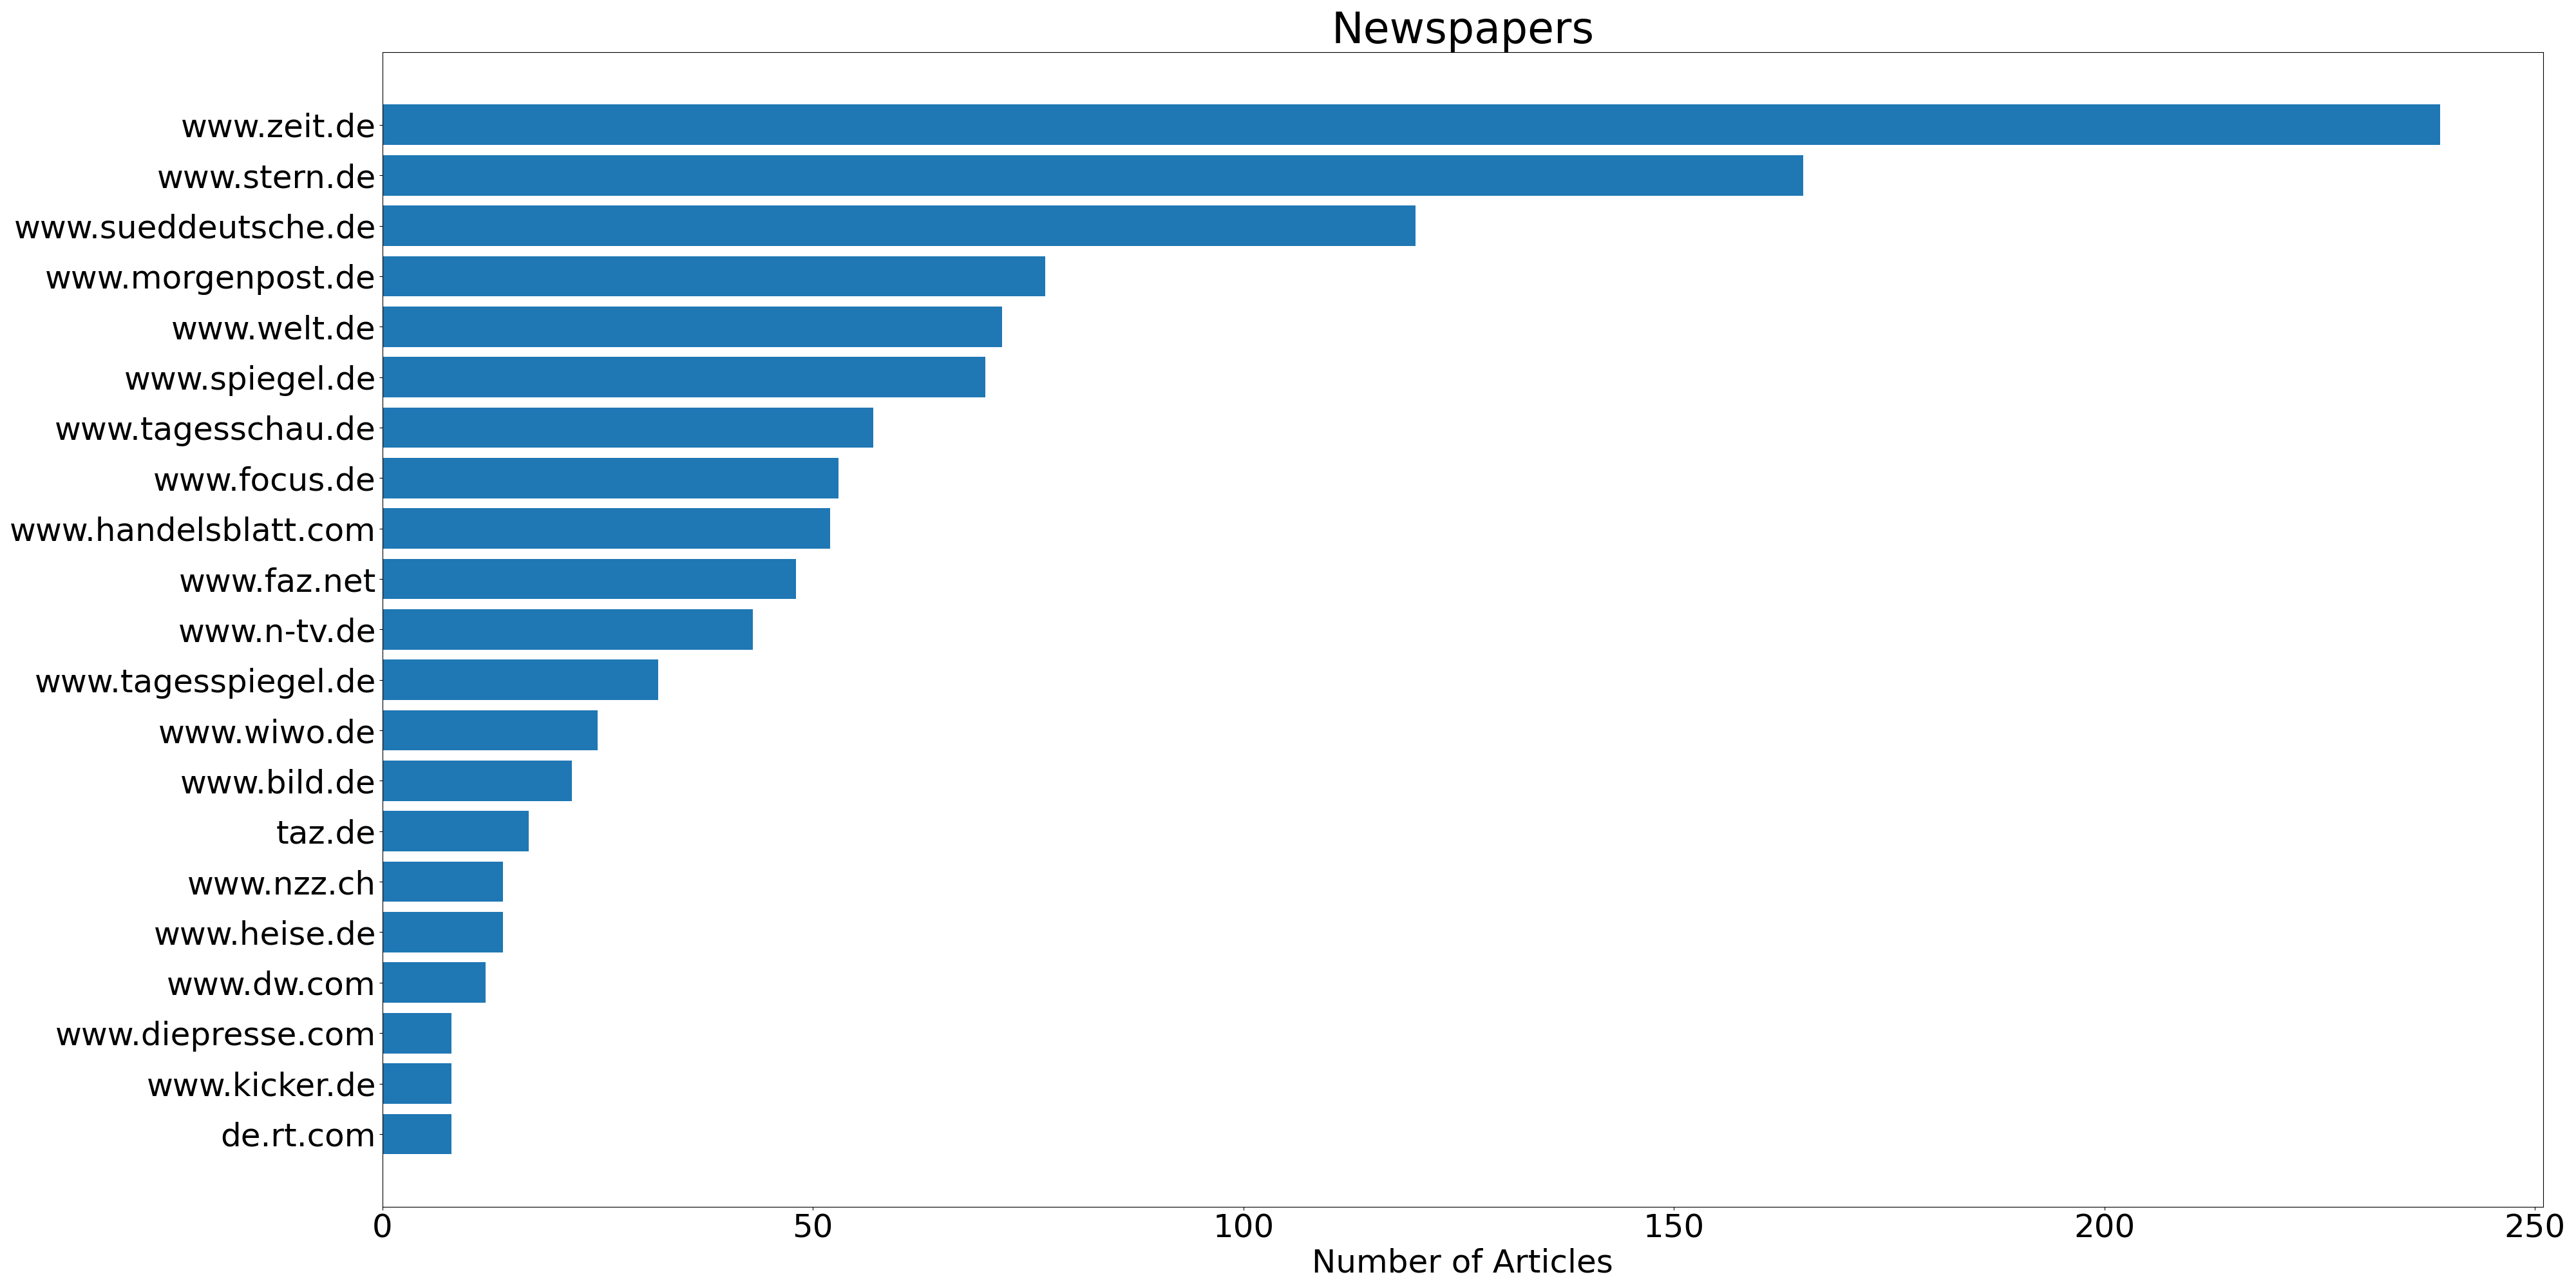 Newspapers
www.zeit.de
www.stern.de
www.sueddeutsche.de
www.morgenpost.de
www.welt.de
www.spiegel.de
www.tagesschau.de
www.focus.de
www.handelsblatt.com
www.faz.net
www.n-tv.de
www.tagesspiegel.de
www.wiwo.de
www.bild.de
taz.de
www.nzz.ch
www.heise.de
www.dw.com
www.diepresse.com
www.kicker.de
de.rt.com
0 50 100 150 200 250
Number of Articles